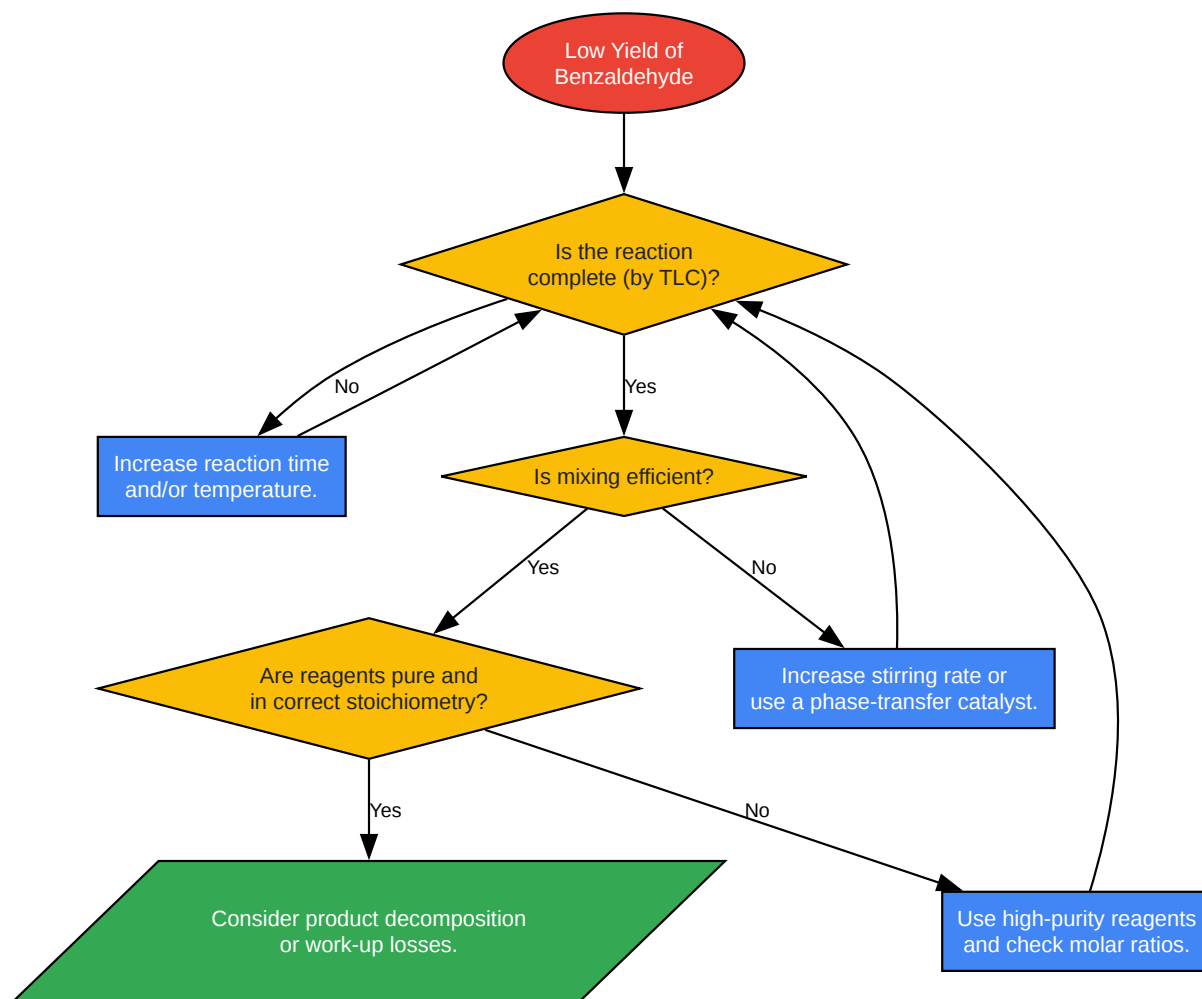 Low Yield of
Benzaldehyde
Is the reaction
complete (by TLC)?
No
Yes
Increase reaction time
and/or temperature.
Is mixing efficient?
Yes
No
Are reagents pure and
in correct stoichiometry?
Increase stirring rate or
use a phase-transfer catalyst.
Yes
No
Consider product decomposition
or work-up losses.
Use high-purity reagents
and check molar ratios.